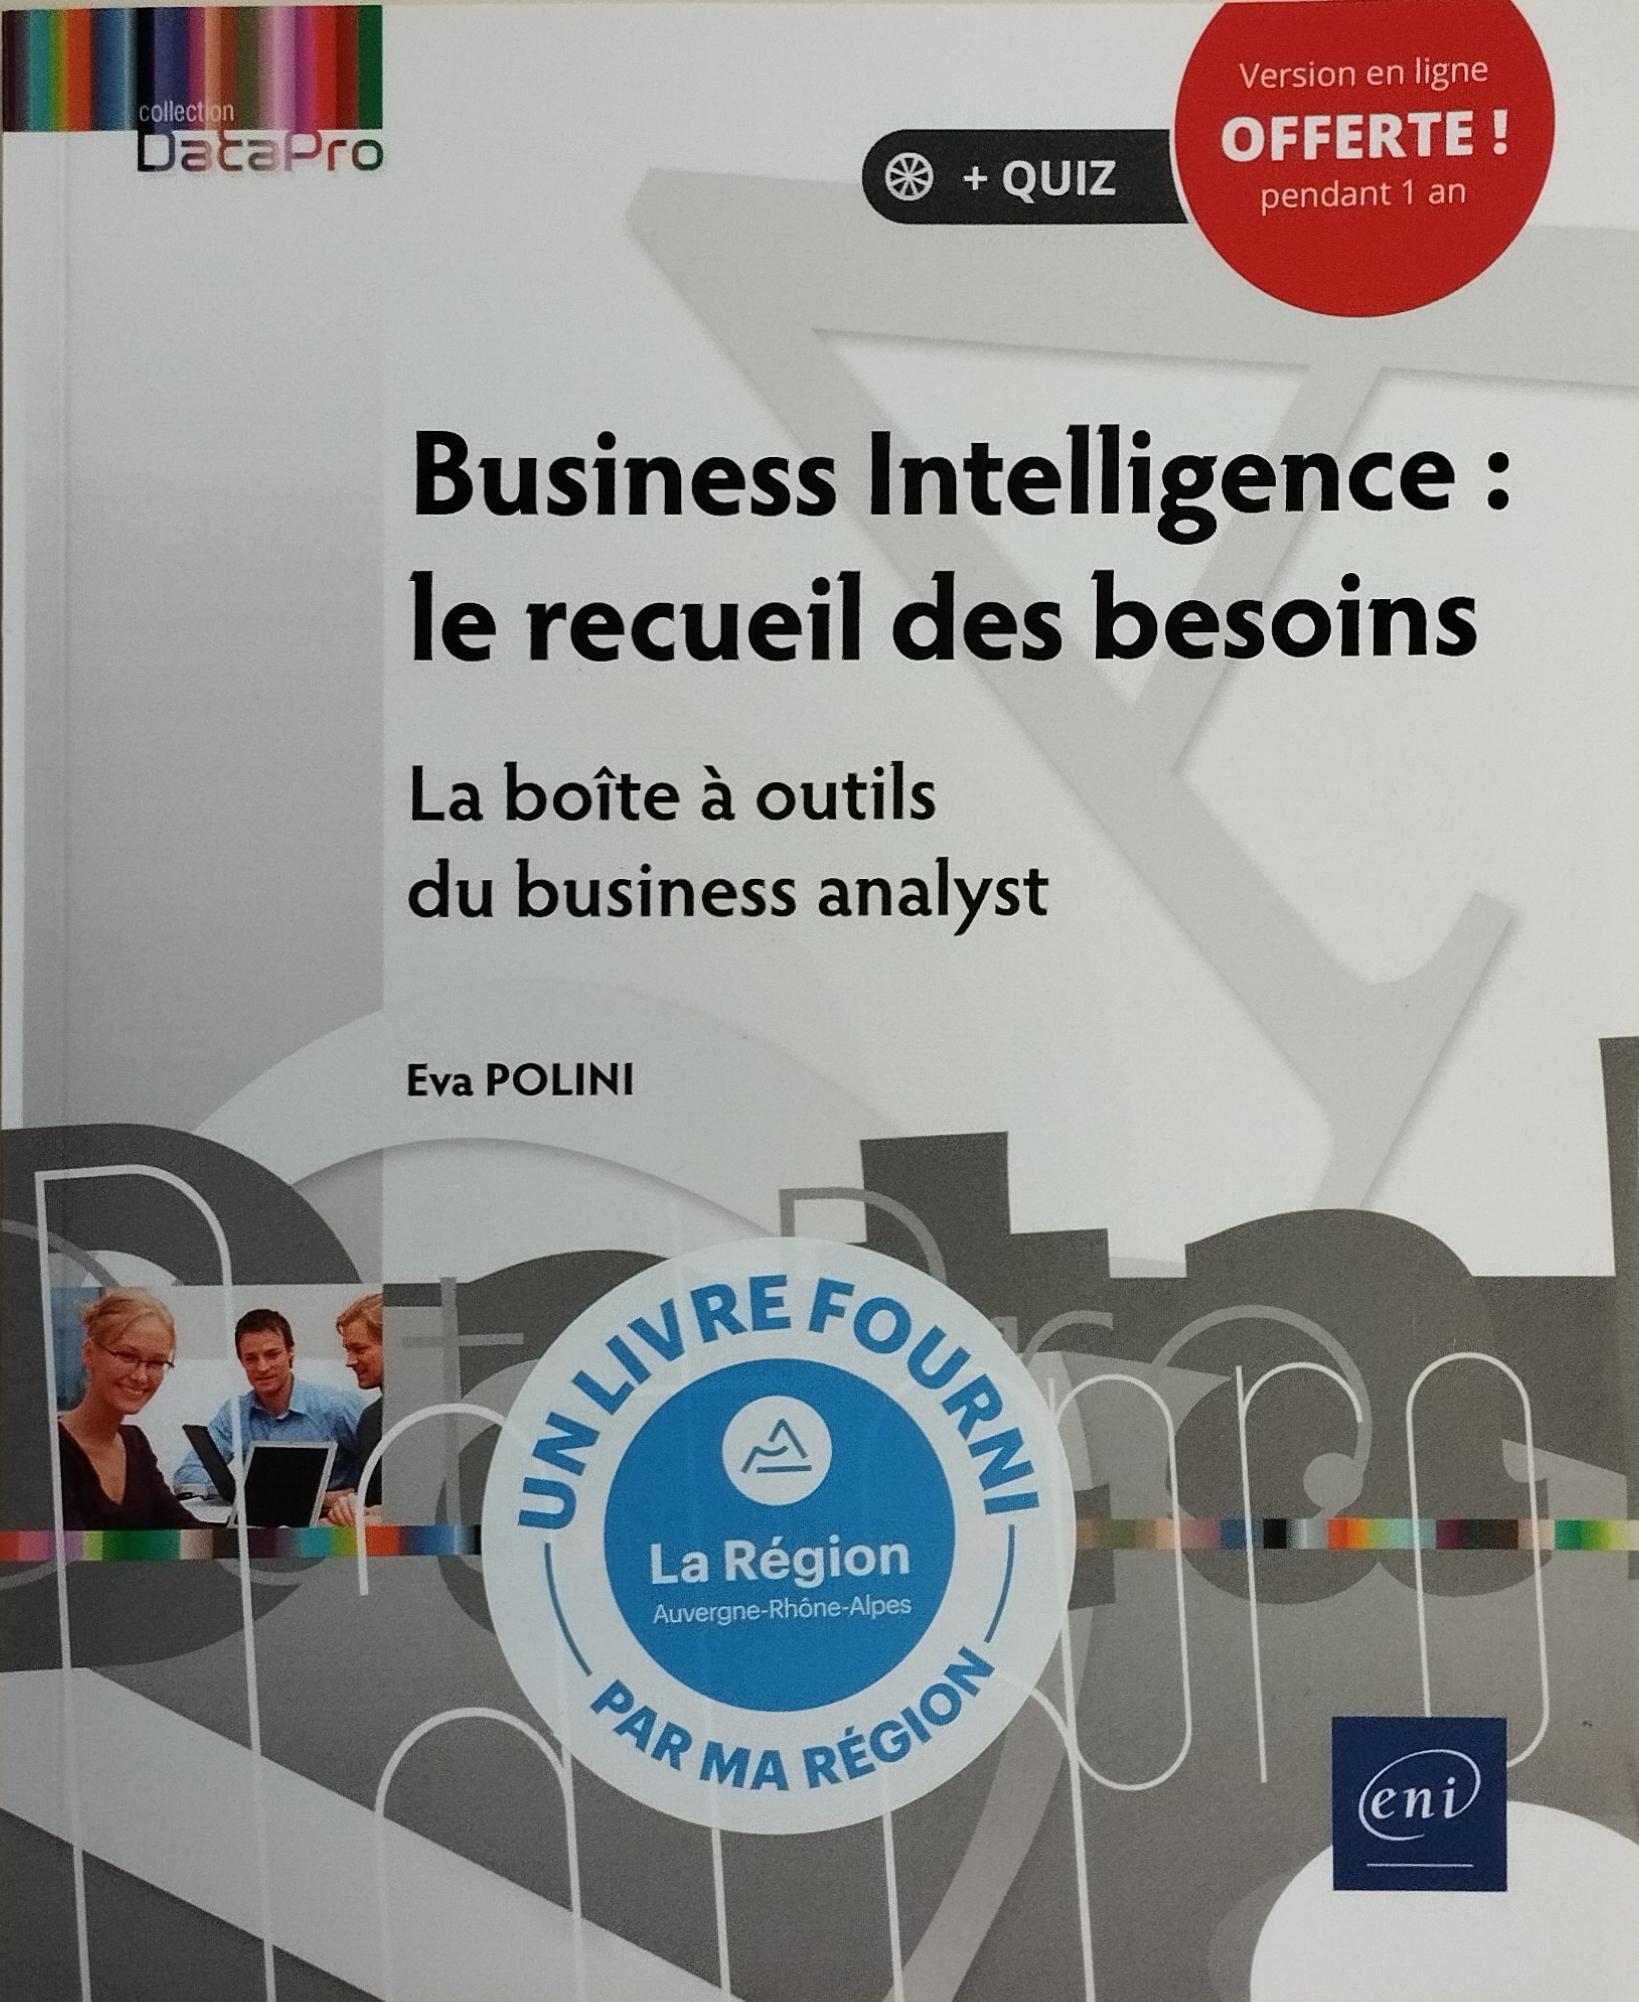 collection
DataPro
+ QUIZ
Version en ligne
OFFERTE !
pendant 1 an
Business Intelligence :
le recueil des besoins
La boîte à outils
du business analyst
Eva POLINI
UN LIVRE FOURNI
La Région
Auvergne-Rhône-Alpes
PAR MA RÉGION
eni